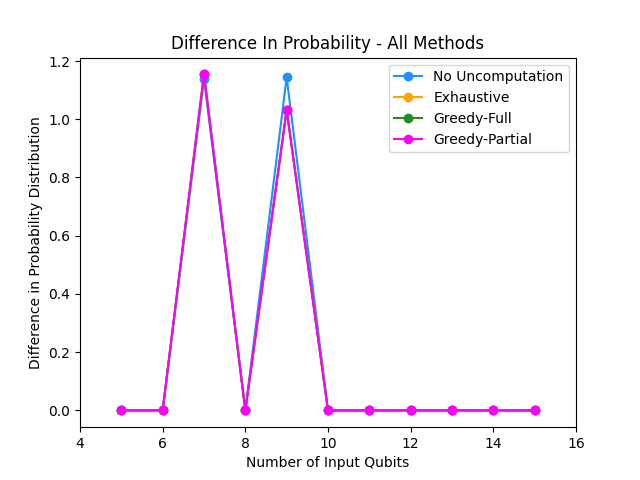 Difference In Probability - All Methods
No Uncomputation
Exhaustive
Greedy-Full
Greedy-Partial
Difference in Probability Distribution
1.2
1.0
0.8
0.6
0.4
0.2
0.0
4 6 8 10 12 14 16
Number of Input Qubits